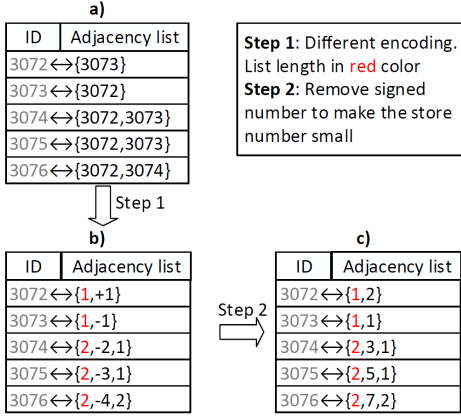 a)
ID Adjacency list
3072↔{3073}
3073↔{3072}
3074↔{3072,3073}
3075↔{3072,3073}
3076↔{3072,3074}
Step 1: Different encoding.
List length in red color
Step 2: Remove signed
number to make the store
number small
Step 1
b)
ID Adjacency list
3072↔{1,+1}
3073↔{1,-1}
3074↔{2,-2,1}
3075↔{2,-3,1}
3076↔{2,-4,2}
Step 2
c)
ID Adjacency list
3072↔{1,2}
3073↔{1,1}
3074↔{2,3,1}
3075↔{2,5,1}
3076↔{2,7,2}